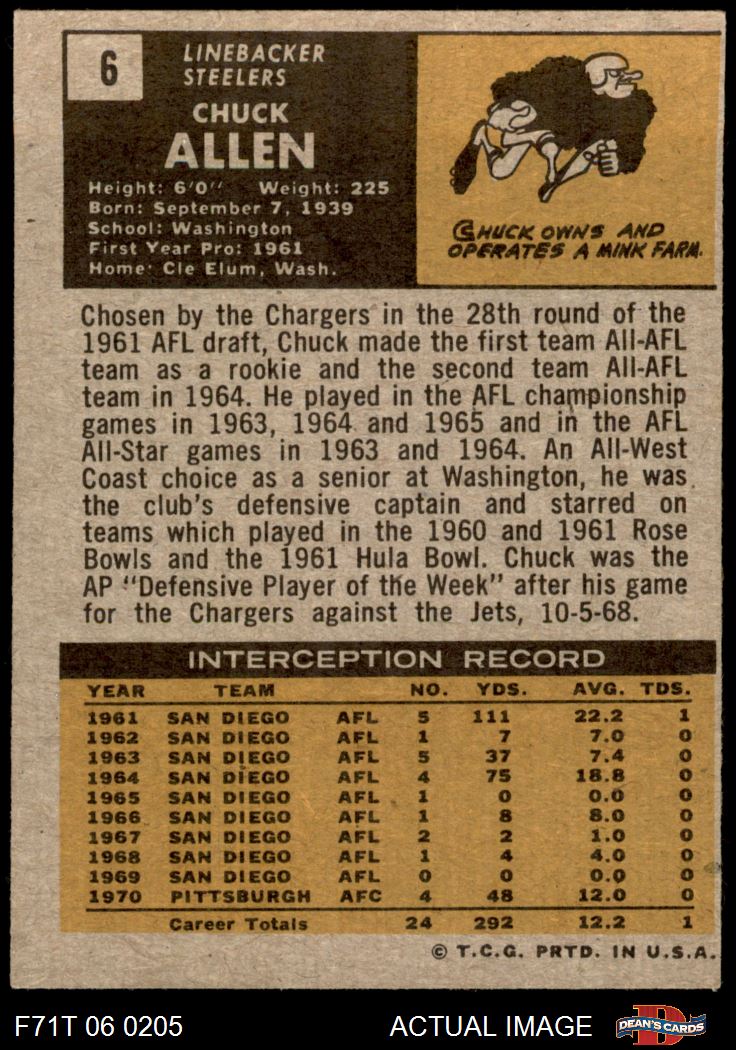 6
LINEBACKER
STEELERS
CHUCK
ALLEN
Height: 6'0" Weight: 225
Born: September 7, 1939
School: Washington
First Year Pro: 1961
Home: Cle Elum, Wash.
CHUCK OWNS AND
OPERATES A MINK FARM.
Chosen by the Chargers in the 28th round of the
1961 AFL draft, Chuck made the first team All-AFL
team as a rookie and the second team All-AFL
team in 1964. He played in the AFL championship
games in 1963, 1964 and 1965 and in the AFL
All-Star games in 1963 and 1964. An All-West
Coast choice as a senior at Washington, he was
the club's defensive captain and starred on
teams which played in the 1960 and 1961 Rose
Bowls and the 1961 Hula Bowl. Chuck was the
AP "Defensive Player of the Week" after his game
for the Chargers against the Jets, 10-5-68.
INTERCEPTION RECORD
YEAR TEAM NO. YDS. AVG. TDS.
1961 SAN DIEGO AFL 5 111 22.2 1
1962 SAN DIEGO AFL 1 7 7.0 0
1963 SAN DIEGO AFL 5 37 7.4 0
1964 SAN DIEGO AFL 4 75 18.8 0
1965 SAN DIEGO AFL 1 0 0.0 0
1966 SAN DIEGO AFL 1 8 8.0 0
1967 SAN DIEGO AFL 2 2 1.0 0
1968 SAN DIEGO AFL 1 4 4.0 0
1969 SAN DIEGO AFL 0 0 0.0 0
1970 PITTSBURGH AFC 4 48 12.0 0
Career Totals 24 292 12.2 1
© T.C.G. PRTD. IN U.S.A.
F71T 06 0205 ACTUAL IMAGE DEAN'S CARDS